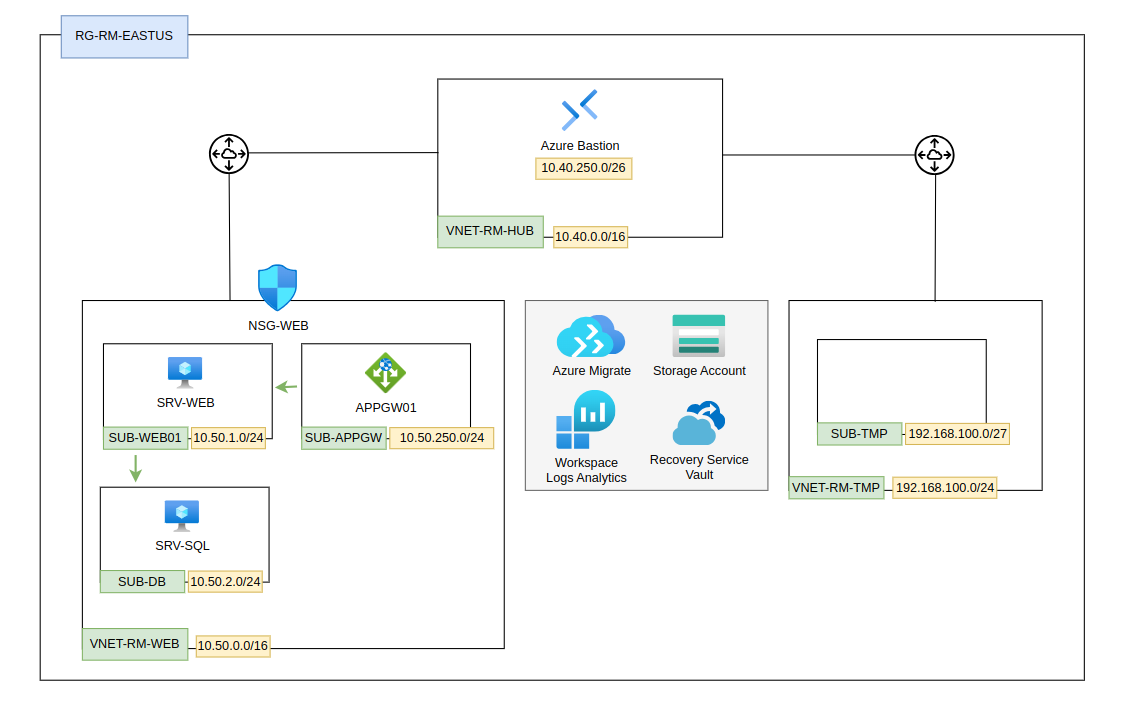 RG-RM-EASTUS
Azure Bastion
10.40.250.0/26
VNET-RM-HUB
10.40.0.0/16
NSG-WEB
SRV-WEB
SUB-WEB01
10.50.1.0/24
APPGW01
SUB-APPGW
10.50.250.0/24
SRV-SQL
SUB-DB
10.50.2.0/24
VNET-RM-WEB
10.50.0.0/16
Azure Migrate
Storage Account
Workspace
Logs Analytics
Recovery Service
Vault
SUB-TMP
192.168.100.0/27
VNET-RM-TMP
192.168.100.0/24